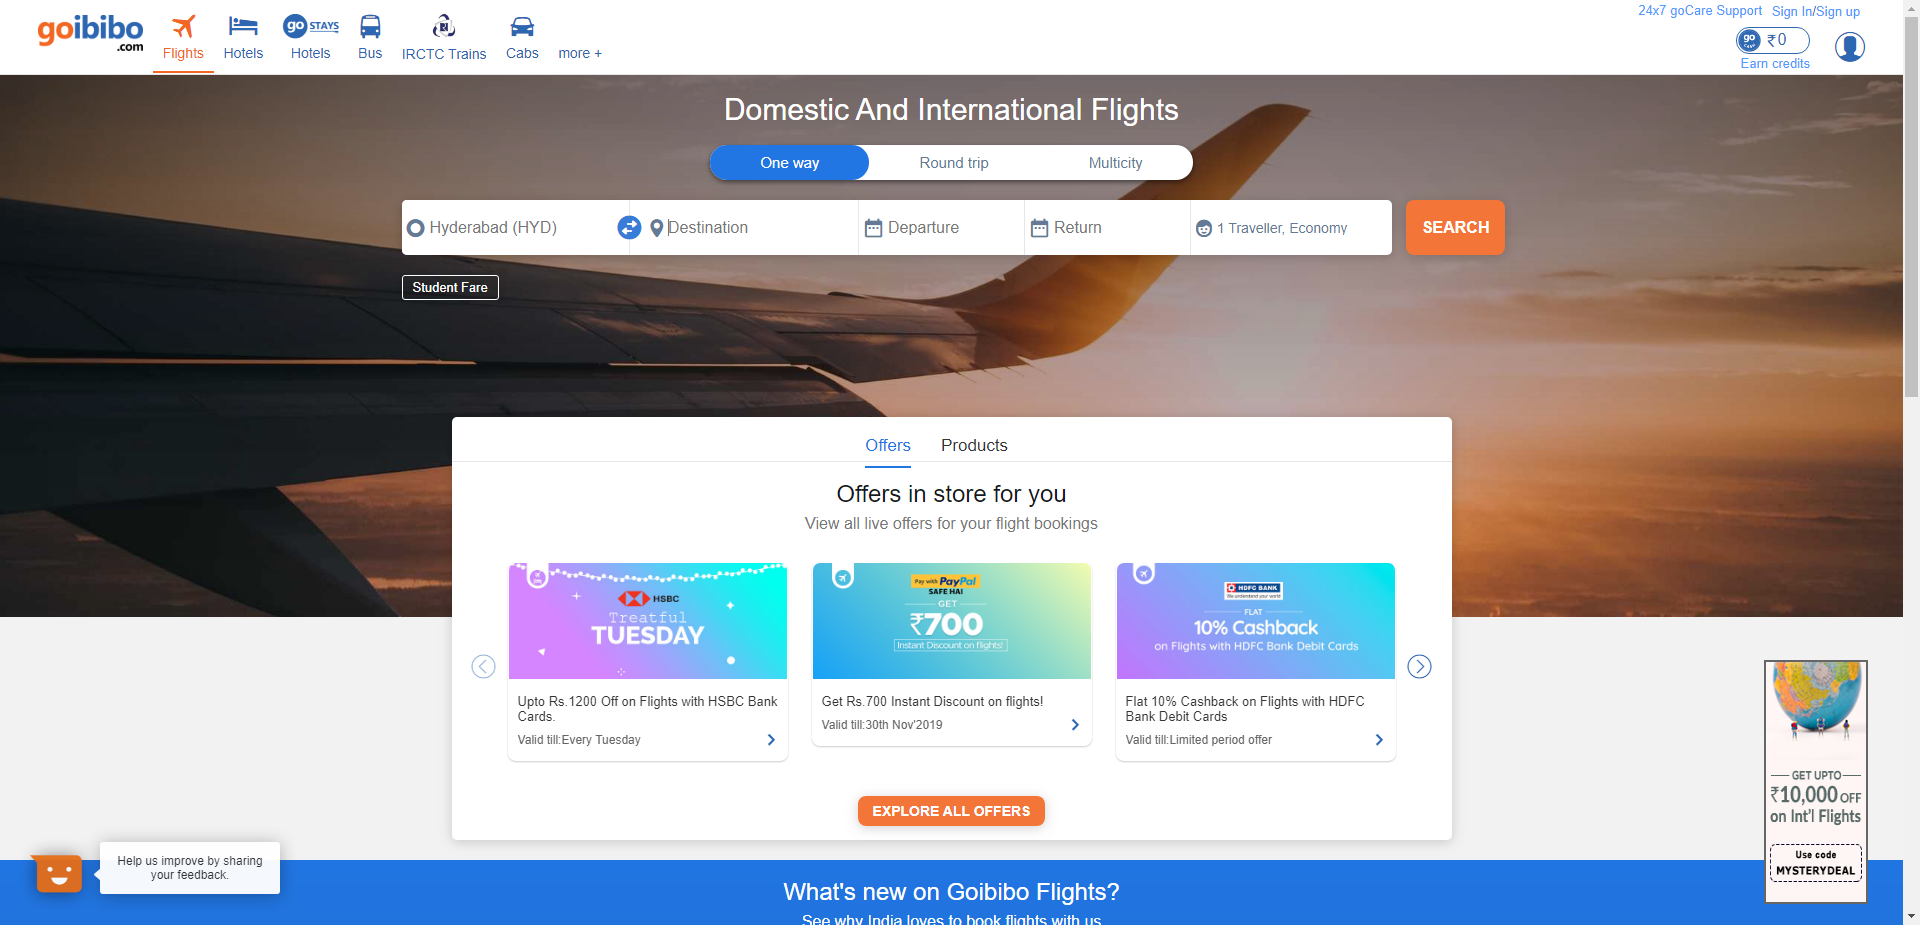 goibibo
.com
Flights
Hotels
go STAYS
Hotels
Bus
IRCTC Trains
Cabs
more +
24x7 goCare Support
Sign In/Sign up
go
₹0
Earn credits
Domestic And International Flights
One way
Round trip
Multicity
Hyderabad (HYD)
Destination
Departure
Return
1 Traveller, Economy
SEARCH
Student Fare
Offers
Products
Offers in store for you
View all live offers for your flight bookings
HSBC
Treatful
TUESDAY
Upto Rs.1200 Off on Flights with HSBC Bank
Cards.
Valid till:Every Tuesday
Pay with PayPal
SAFE HAI
GET
₹700
Instant Discount on flights!
Get Rs.700 Instant Discount on flights!
Valid till:30th Nov'2019
HDFC BANK
We understand your world
FLAT
10% Cashback
on Flights with HDFC Bank Debit Cards
Flat 10% Cashback on Flights with HDFC
Bank Debit Cards
Valid till:Limited period offer
EXPLORE ALL OFFERS
GET UPTO
₹10,000 OFF
on Int'l Flights
Use code
MYSTERYDEAL
Help us improve by sharing
your feedback.
What's new on Goibibo Flights?
See why India loves to book flights with us